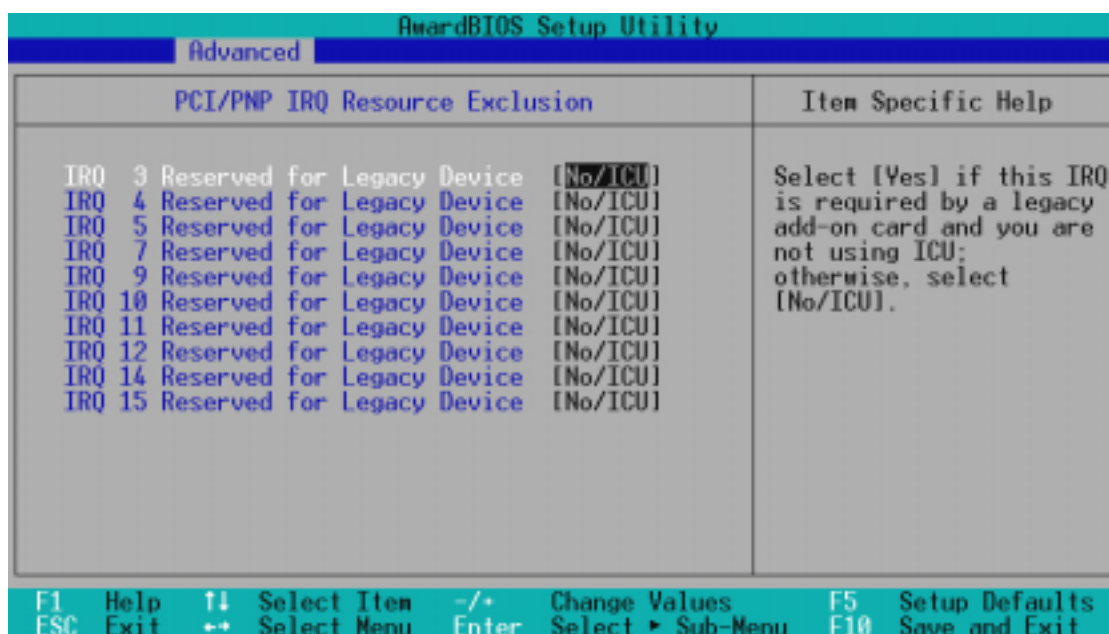 AwardBIOS Setup Utility
Advanced
PCI/PNP IRQ Resource Exclusion
Item Specific Help
IRQ 3 Reserved for Legacy Device [No/ICU]
IRQ 4 Reserved for Legacy Device [No/ICU]
IRQ 5 Reserved for Legacy Device [No/ICU]
IRQ 7 Reserved for Legacy Device [No/ICU]
IRQ 9 Reserved for Legacy Device [No/ICU]
IRQ 10 Reserved for Legacy Device [No/ICU]
IRQ 11 Reserved for Legacy Device [No/ICU]
IRQ 12 Reserved for Legacy Device [No/ICU]
IRQ 14 Reserved for Legacy Device [No/ICU]
IRQ 15 Reserved for Legacy Device [No/ICU]
Select [Yes] if this IRQ
is required by a legacy
add-on card and you are
not using ICU;
otherwise, select
[No/ICU].
F1 Help ↑↓ Select Item -/+ Change Values F5 Setup Defaults
ESC Exit ←→ Select Menu Enter Select ► Sub-Menu F10 Save and Exit